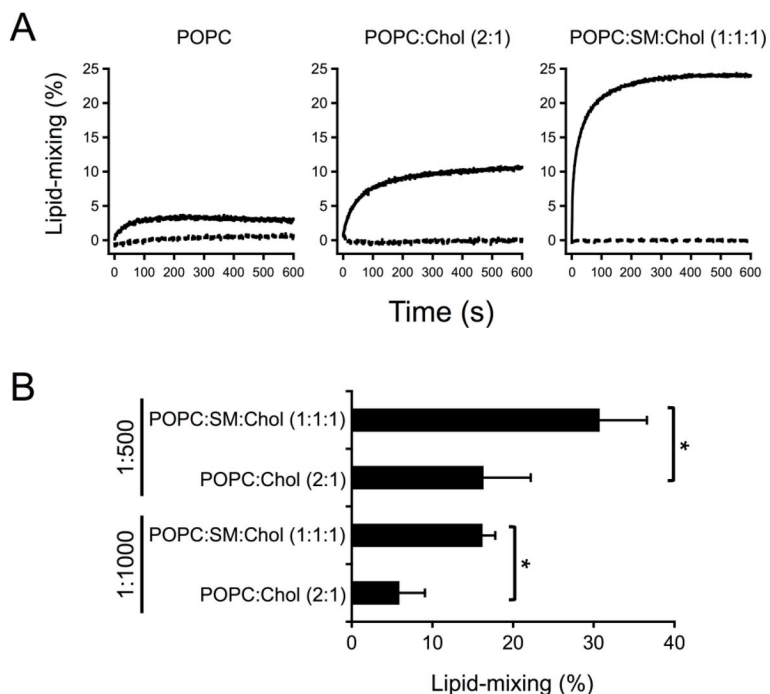 A
POPC
POPC:Chol (2:1)
POPC:SM:Chol (1:1:1)
Lipid-mixing (%)
25
20
15
10
5
0
0 100 200 300 400 500 600
25
20
15
10
5
0
0 100 200 300 400 500 600
25
20
15
10
5
0
0 100 200 300 400 500 600
Time (s)
B
1:500
POPC:SM:Chol (1:1:1)
*
POPC:Chol (2:1)
1:1000
POPC:SM:Chol (1:1:1)
*
POPC:Chol (2:1)
0 10 20 30 40
Lipid-mixing (%)